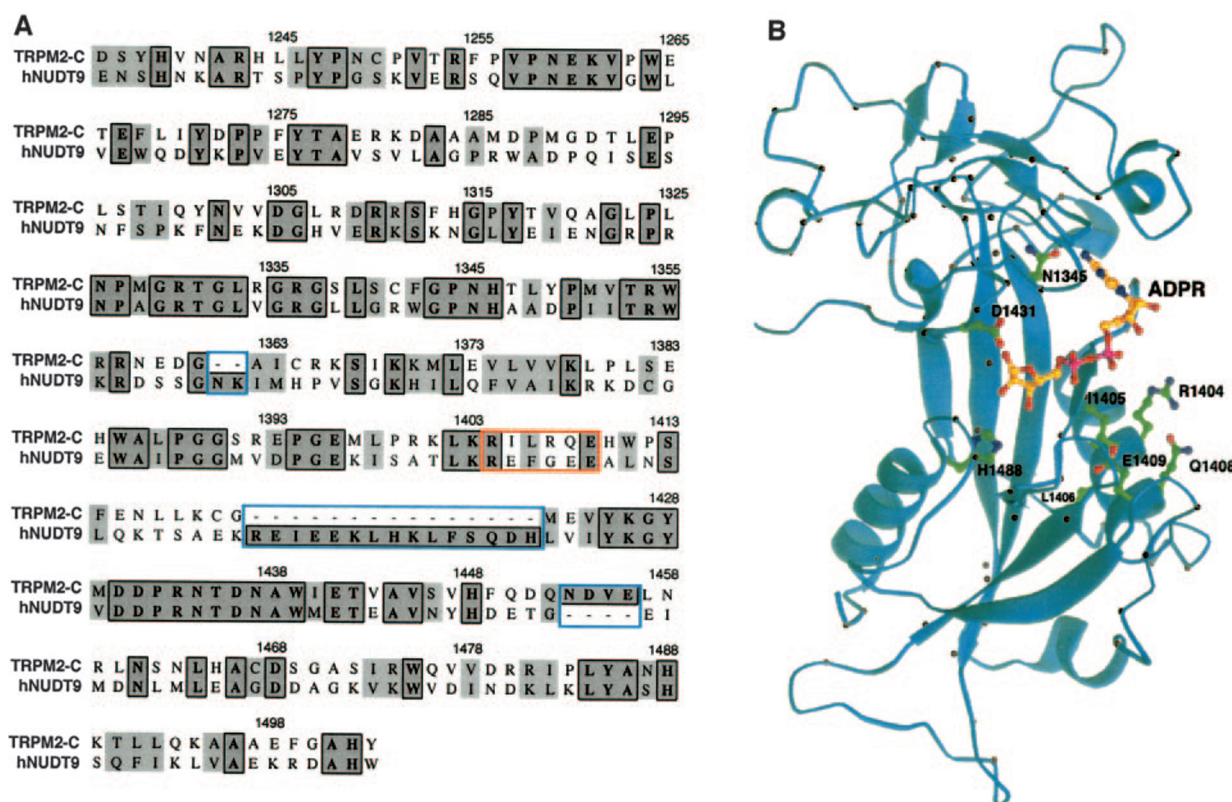 A
1245 1255 1265
TRPM2-C D S Y H V N A R H L L Y P N C P V T R F P V P N E K V P W E
hNUDT9 E N S H N K A R T S P Y P G S K V E R S Q V P N E K V G W L
1275 1285 1295
TRPM2-C T E F L I Y D P P F Y T A E R K D A A A M D P M G D T L E P
hNUDT9 V E W Q D Y K P V E Y T A V S V L A G P R W A D P Q I S E S
1305 1315 1325
TRPM2-C L S T I Q Y N V V D G L R D R R S F H G P Y T V Q A G L P L
hNUDT9 N F S P K F N E K D G H V E R K S K N G L Y E I E N G R P R
1335 1345 1355
TRPM2-C N P M G R T G L R G R G S L S C F G P N H T L Y P M V T R W
hNUDT9 N P A G R T G L V G R G L L G R W G P N H A A D P I I T R W
1363 1373 1383
TRPM2-C R R N E D G - - A I C R K S I K K M L E V L V V K L P L S E
hNUDT9 K R D S S G N K I M H P V S G K H I L Q F V A I K R K D C G
1393 1403 1413
TRPM2-C H W A L P G G S R E P G E M L P R K L K R I L R Q E H W P S
hNUDT9 E W A I P G G M V D P G E K I S A T L K R E F G E E A L N S
1428
TRPM2-C F E N L L K C G - - - - - - - - - - - - - - - M E V Y K G Y
hNUDT9 L Q K T S A E K R E I E E K L H K L F S Q D H L V I Y K G Y
1438 1448 1458
TRPM2-C M D D P R N T D N A W I E T V A V S V H F Q D Q N D V E L N
hNUDT9 V D D P R N T D N A W M E T E A V N Y H D E T G - - - - E I
1468 1478 1488
TRPM2-C R L N S N L H A C D S G A S I R W Q V V D R R I P L Y A N H
hNUDT9 M D N L M L E A G D D A G K V K W V D I N D K L K L Y A S H
1498
TRPM2-C K T L L Q K A A A E F G A H Y
hNUDT9 S Q F I K L V A E K R D A H W
B
N1345
ADPR
D1431
I1405
R1404
H1488
E1409
Q1408
L1406